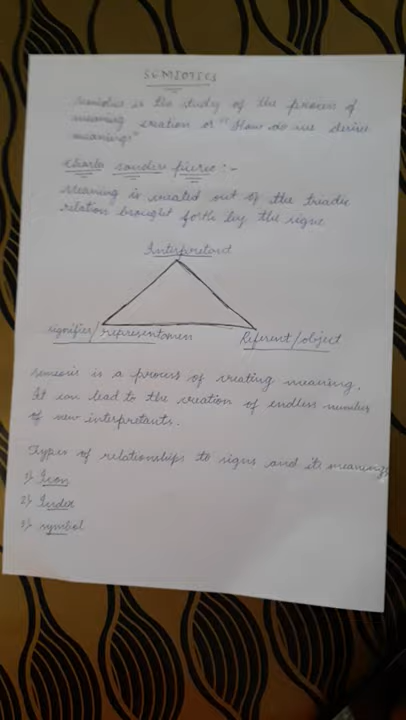 SEMIOTICS
semiotics is the study of the process of
meaning creation or "How do we derive
meaning?"
Charles sanders pierce :-
Meaning is created out of the triadic
relation brought forth by the signs
Interpretant
signifier/representamen
Referent/object
semeosis is a process of creating meaning.
It can lead to the creation of endless number
of new interpretants.
Types of relationships to signs and its meanings
1) Icon
2) Index
3) symbol